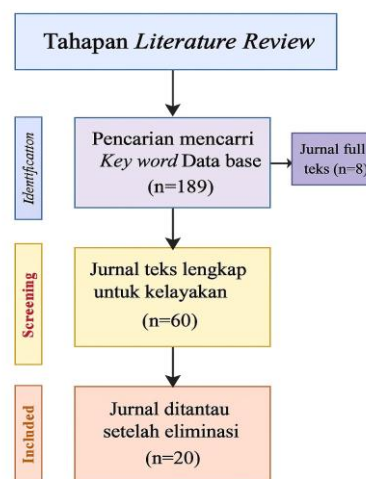 Tahapan Literature Review
Identification
Pencarian mencarri
Key word Data base
(n=189)
Jurnal full
teks (n=8)
Screening
Jurnal teks lengkap
untuk kelayakan
(n=60)
Included
Jurnal ditantau
setelah eliminasi
(n=20)